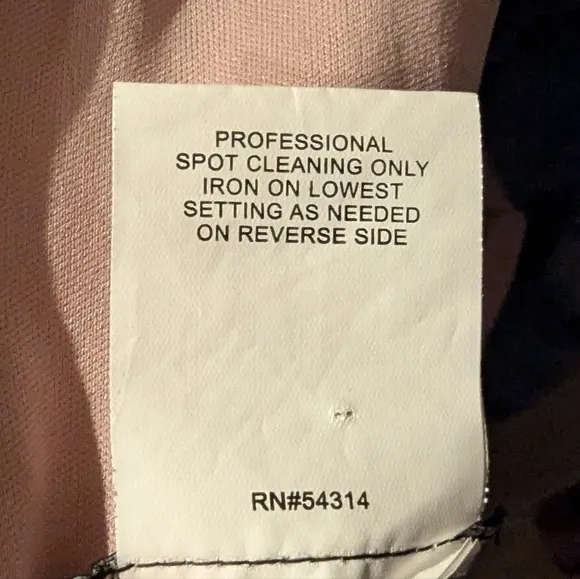 PROFESSIONAL
SPOT CLEANING ONLY
IRON ON LOWEST
SETTING AS NEEDED
ON REVERSE SIDE
RN#54314